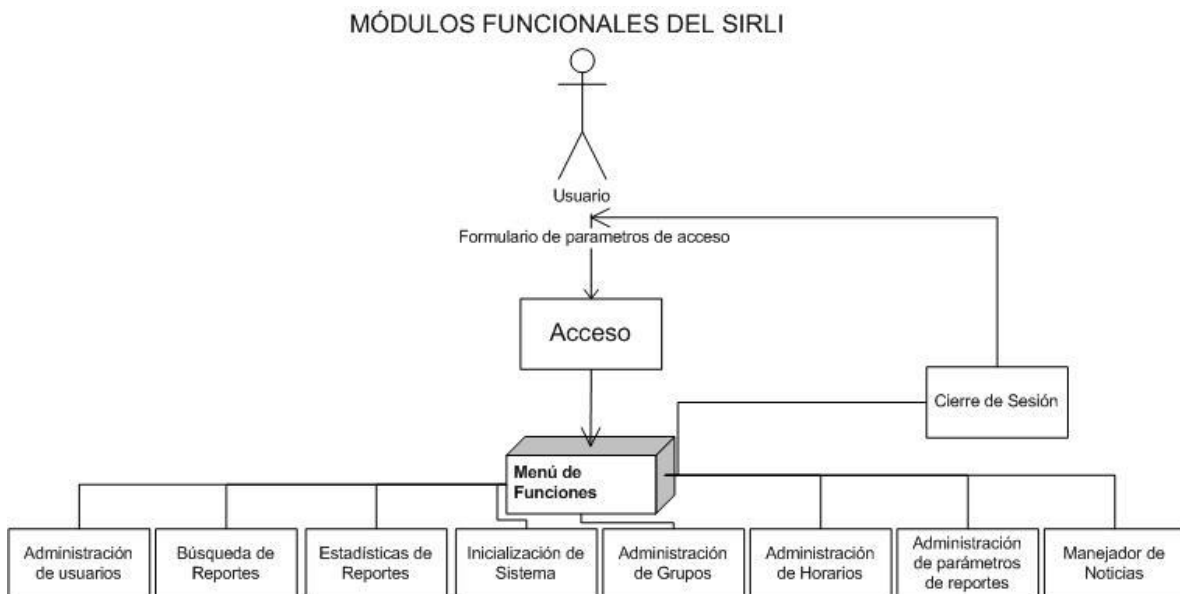 MÓDULOS FUNCIONALES DEL SIRLI
Usuario
Formulario de parametros de acceso
Acceso
Cierre de Sesión
Menú de
Funciones
Administración
de usuarios
Búsqueda de
Reportes
Estadísticas de
Reportes
Inicialización de
Sistema
Administración
de Grupos
Administración
de Horarios
Administración
de parámetros
de reportes
Manejador de
Noticias